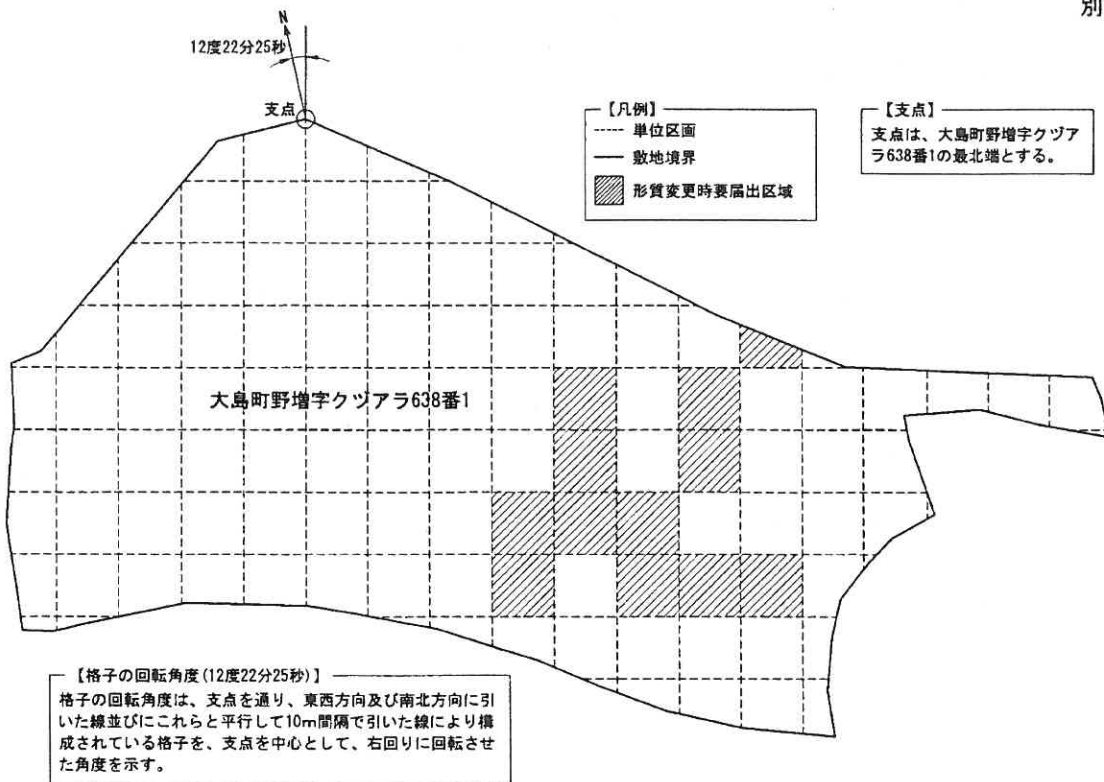 別
N
12度22分25秒
支点
【凡例】
単位区画
敷地境界
形質変更時要届出区域
【支点】
支点は、大島町野増字クヅア
ラ638番1の最北端とする。
大島町野増字クヅアラ638番1
【格子の回転角度(12度22分25秒)】
格子の回転角度は、支点を通り、東西方向及び南北方向に引
いた線並びにこれらと平行して10m間隔で引いた線により構
成されている格子を、支点を中心として、右回りに回転させ
た角度を示す。